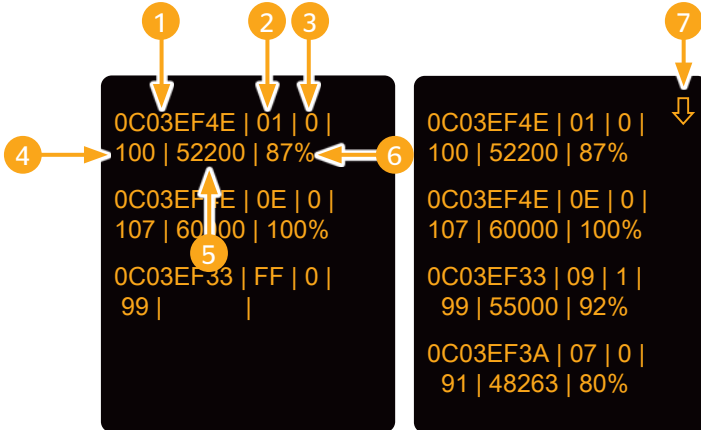 1 2 3 7
0C03EF4E | 01 | 0 |
4 100 | 52200 | 87% 6
0C03EF4E | 0E | 0 |
107 | 60000 | 100%
5
0C03EF33 | FF | 0 |
99 | |
0C03EF4E | 01 | 0 |
100 | 52200 | 87%
0C03EF4E | 0E | 0 |
107 | 60000 | 100%
0C03EF33 | 09 | 1 |
99 | 55000 | 92%
0C03EF3A | 07 | 0 |
91 | 48263 | 80%